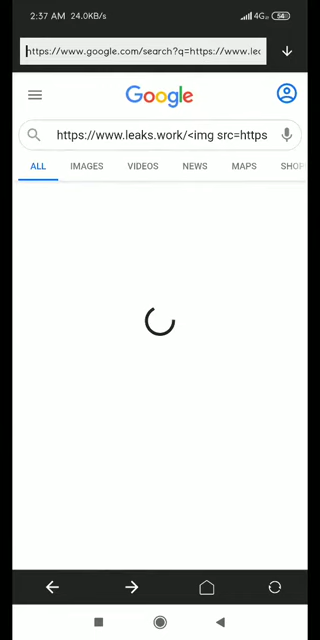 2:37 AM 24.0KB/s 4G 54
https://www.google.com/search?q=https://www.lea
Google
https://www.leaks.work/<img src=https
ALL IMAGES VIDEOS NEWS MAPS SHOP